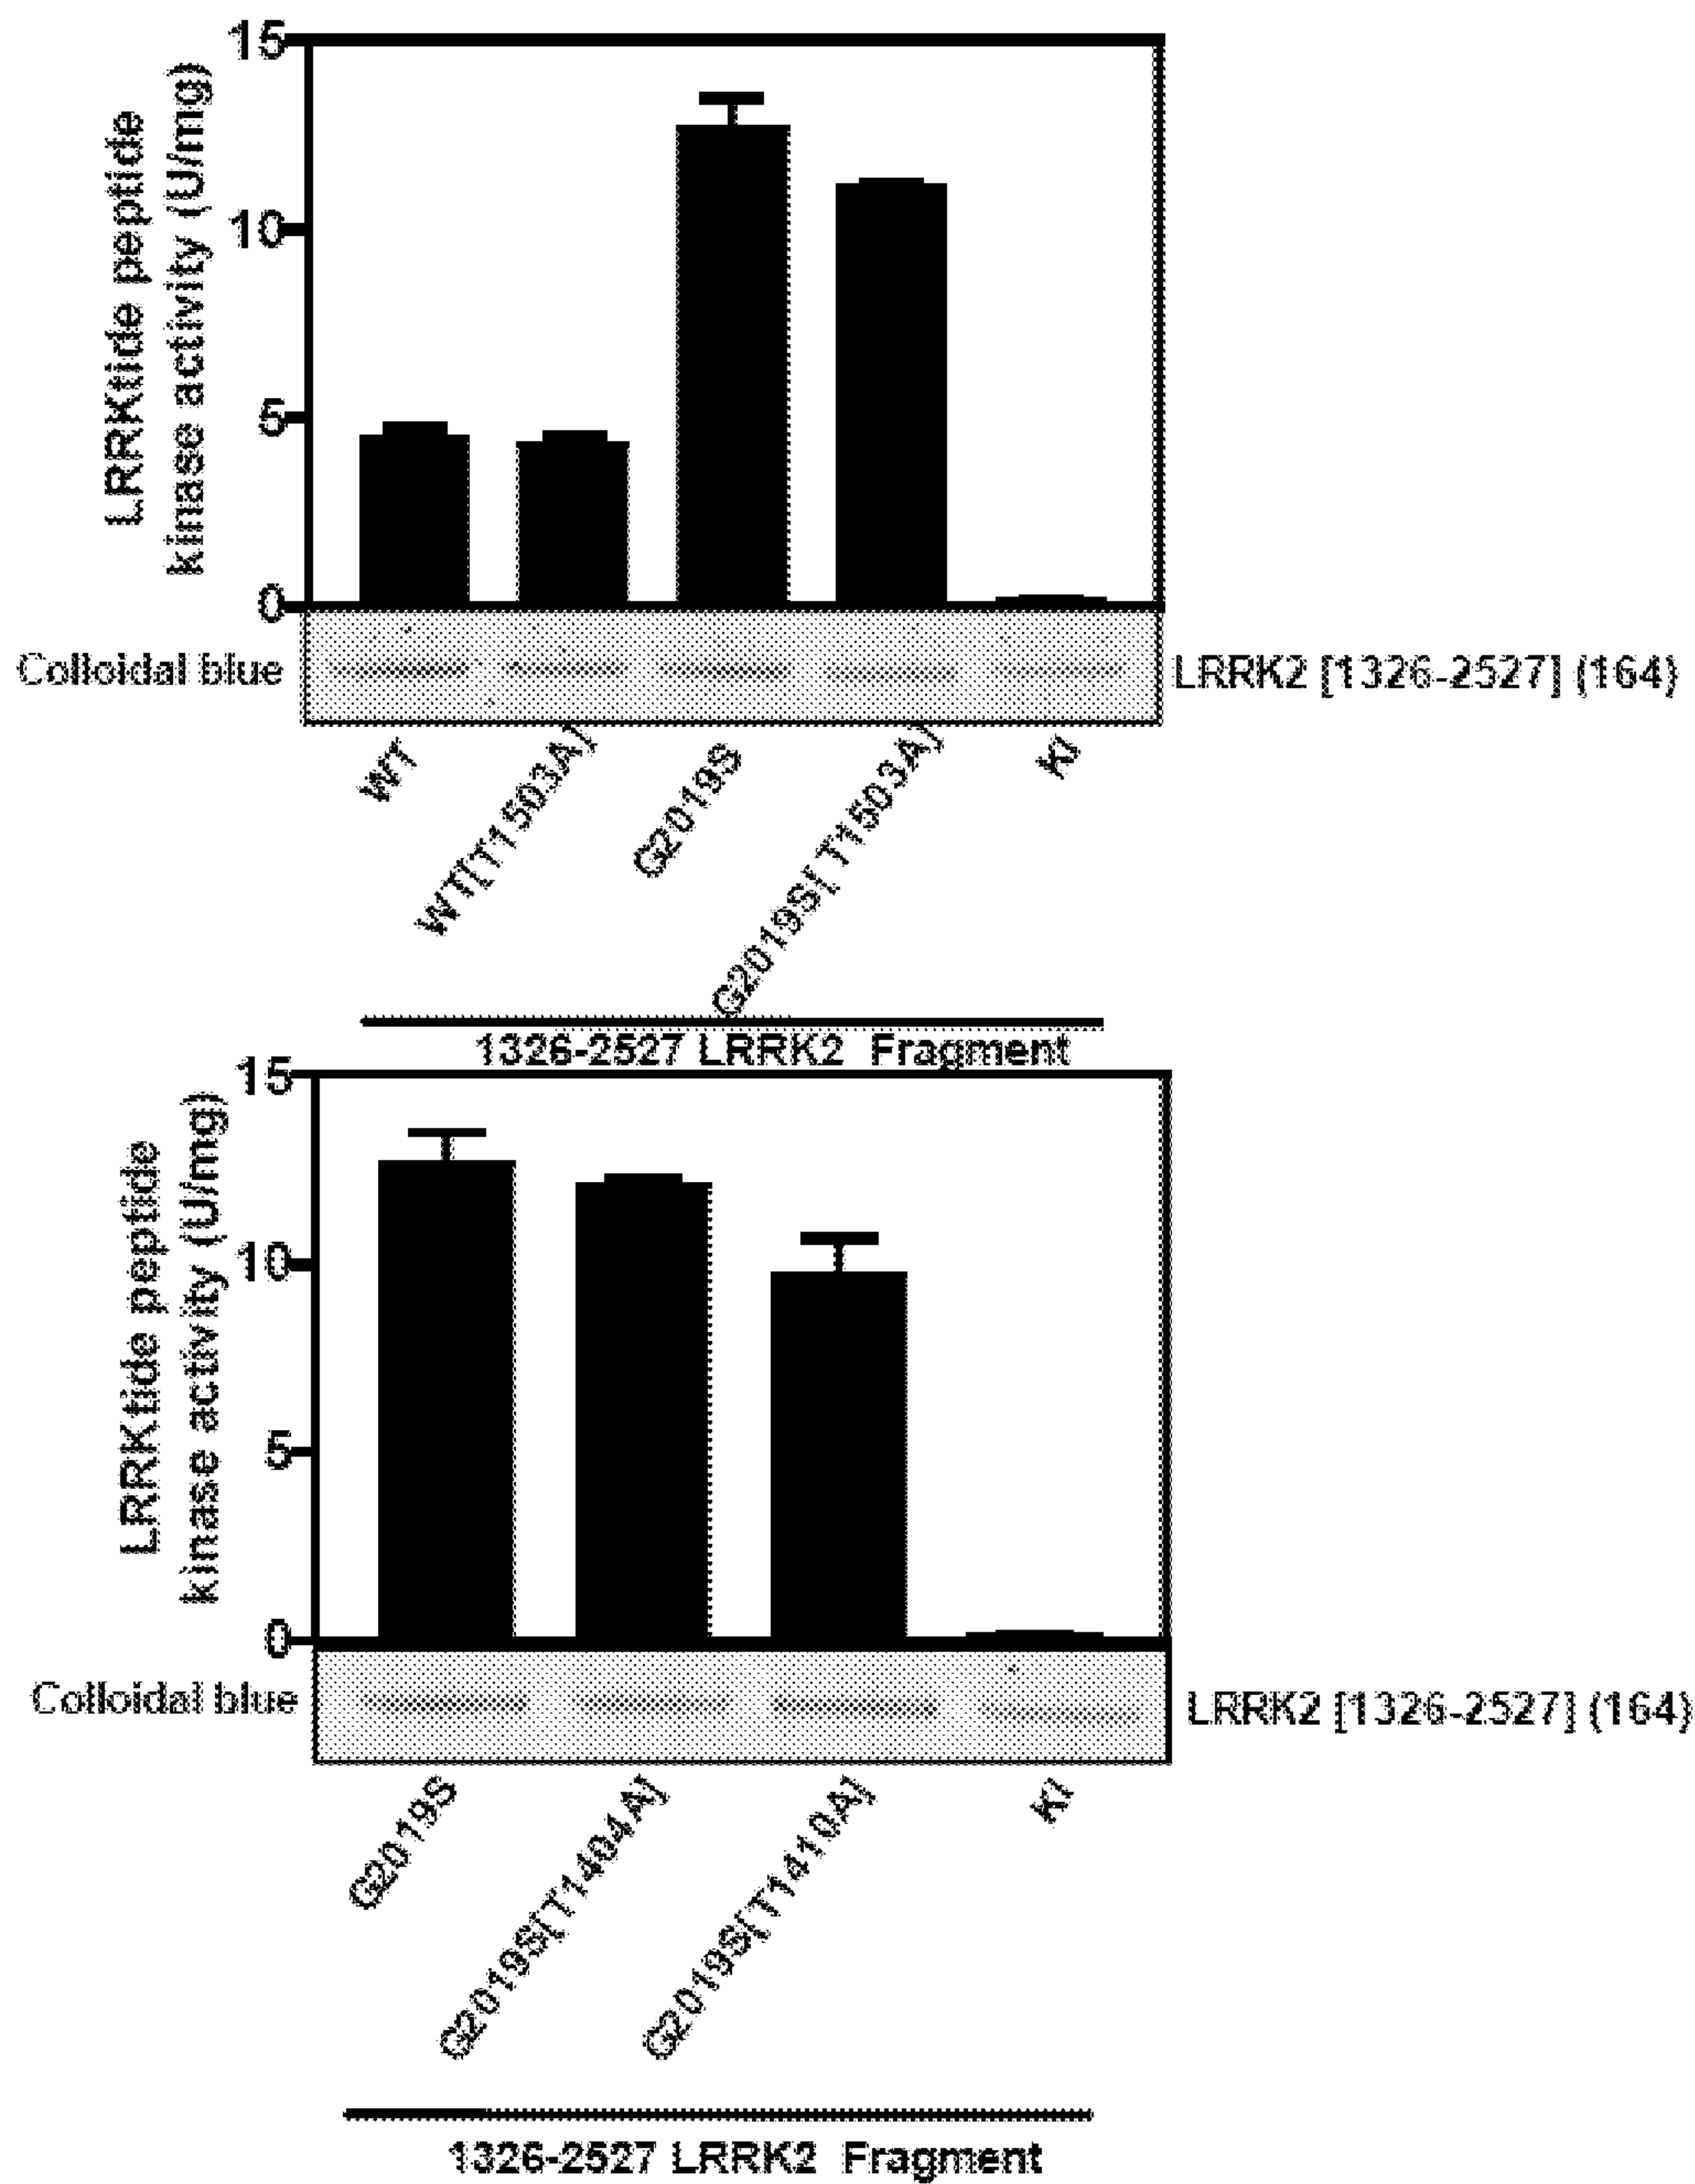 15
10
5
0
LRRKtide peptide
kinase activity (U/mg)
Colloidal blue
LRRK2 [1326-2527] (164)
WT
WT[T1503A]
G2019S
G2019S[T1503A]
KI
1326-2527 LRRK2 Fragment
15
10
5
0
LRRKtide peptide
kinase activity (U/mg)
Colloidal blue
LRRK2 [1326-2527] (164)
G2019S
G2019S[T1404A]
G2019S[T1410A]
KI
1326-2527 LRRK2 Fragment